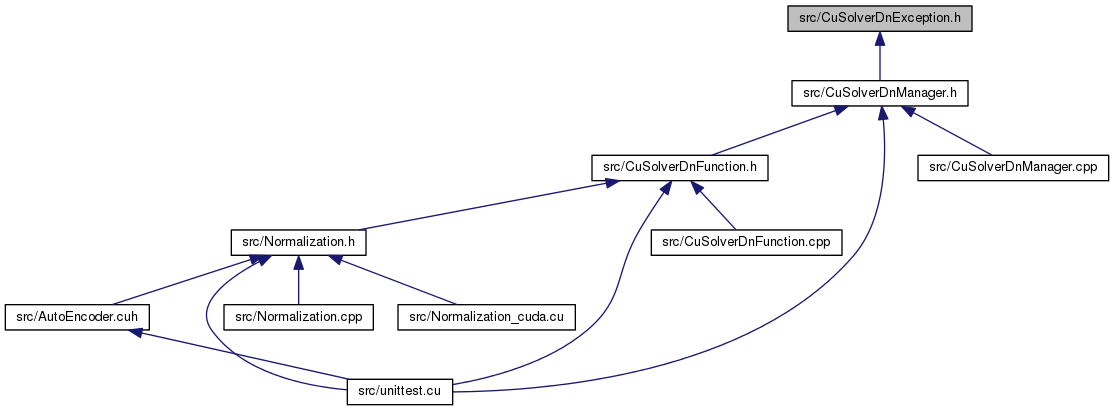 src/CuSolverDnException.h
src/CuSolverDnManager.h
src/CuSolverDnFunction.h
src/CuSolverDnManager.cpp
src/Normalization.h
src/CuSolverDnFunction.cpp
src/AutoEncoder.cuh
src/Normalization.cpp
src/Normalization_cuda.cu
src/unittest.cu